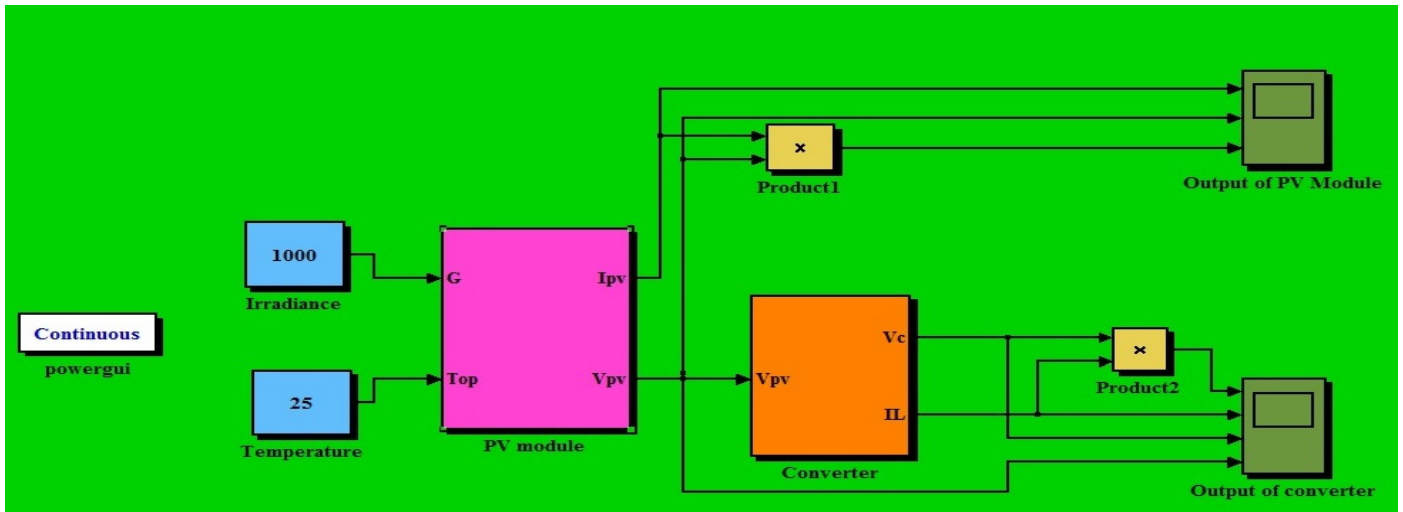 ×
Product1
Output of PV Module
1000
Irradiance
G
Ipv
Continuous
powergui
Top
Vpv
25
Temperature
PV module
Vpv
Vc
IL
Converter
×
Product2
Output of converter